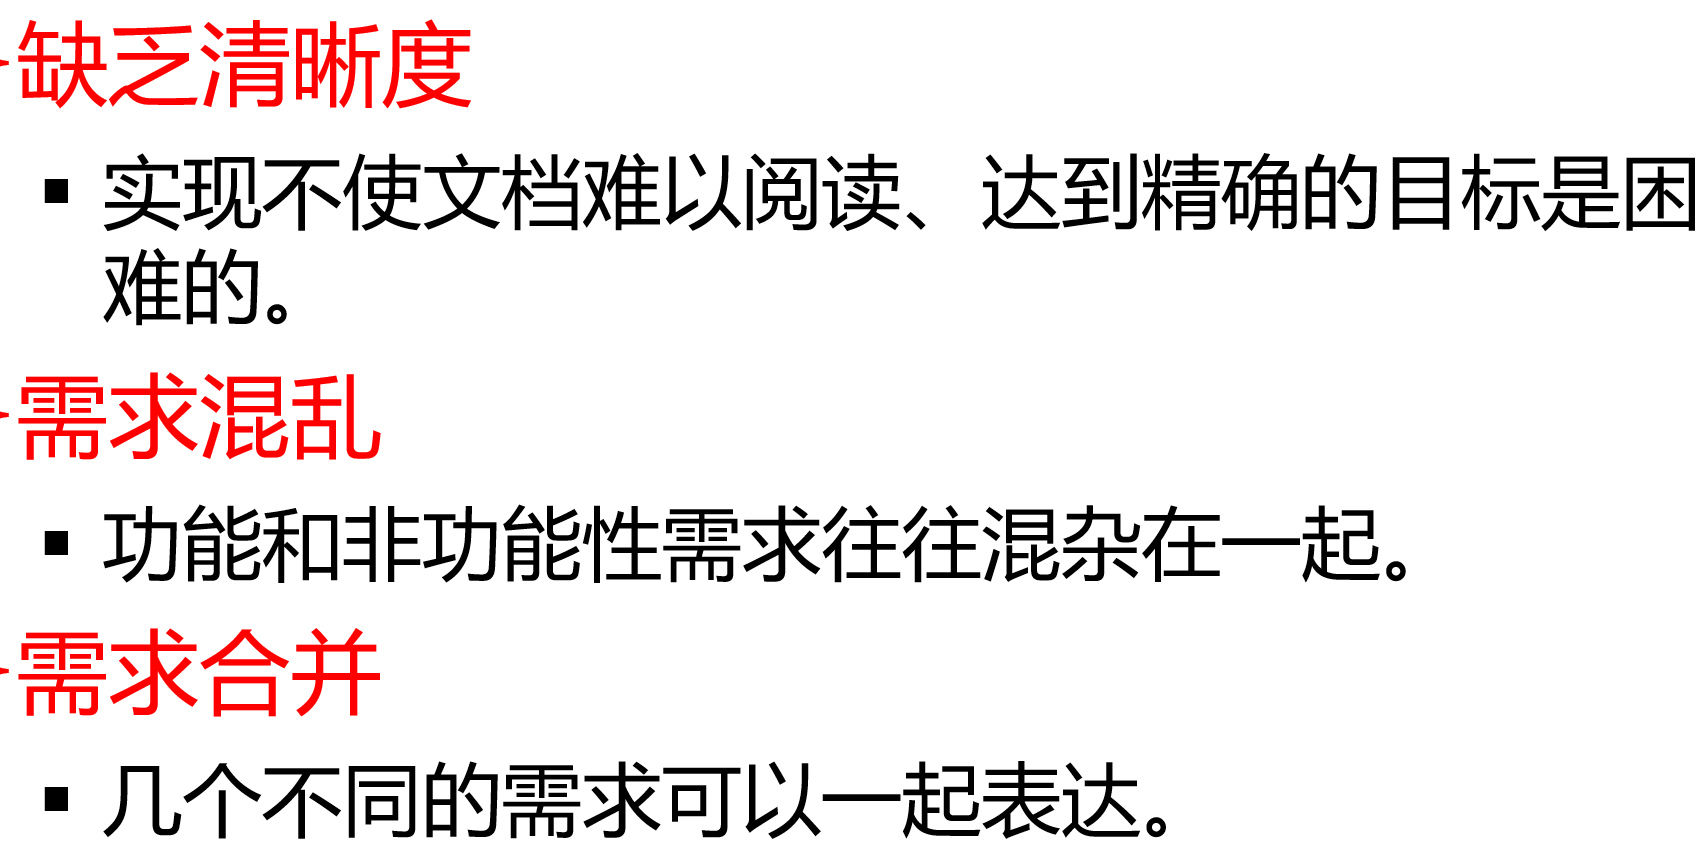 缺乏清晰度
▪ 实现不使文档难以阅读、达到精确的目标是困
难的。
需求混乱
▪ 功能和非功能性需求往往混杂在一起。
需求合并
▪ 几个不同的需求可以一起表达。